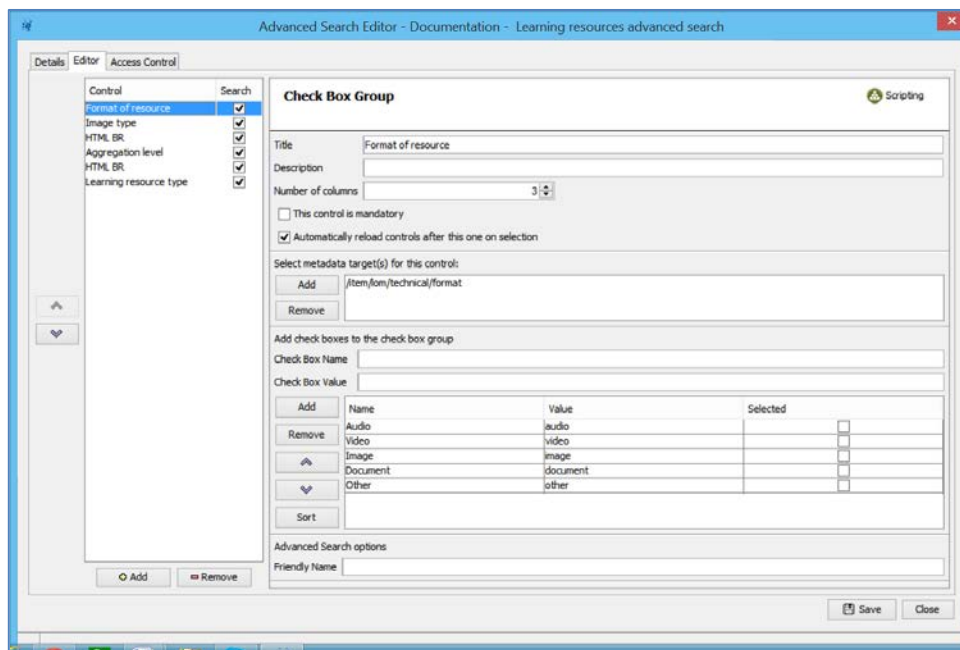 Advanced Search Editor - Documentation - Learning resources advanced search
Details Editor Access Control
Control Search
Format of resource
Image type
HTML BR
Aggregation level
HTML BR
Learning resource type
Add Remove
Check Box Group Scripting
Title Format of resource
Description
Number of columns 3
This control is mandatory
Automatically reload controls after this one on selection
Select metadata target(s) for this control:
Add /item/lom/technical/format
Remove
Add check boxes to the check box group
Check Box Name
Check Box Value
Add
Remove
Sort
Name Value Selected
Audio audio
Video video
Image image
Document document
Other other
Advanced Search options
Friendly Name
Save Close